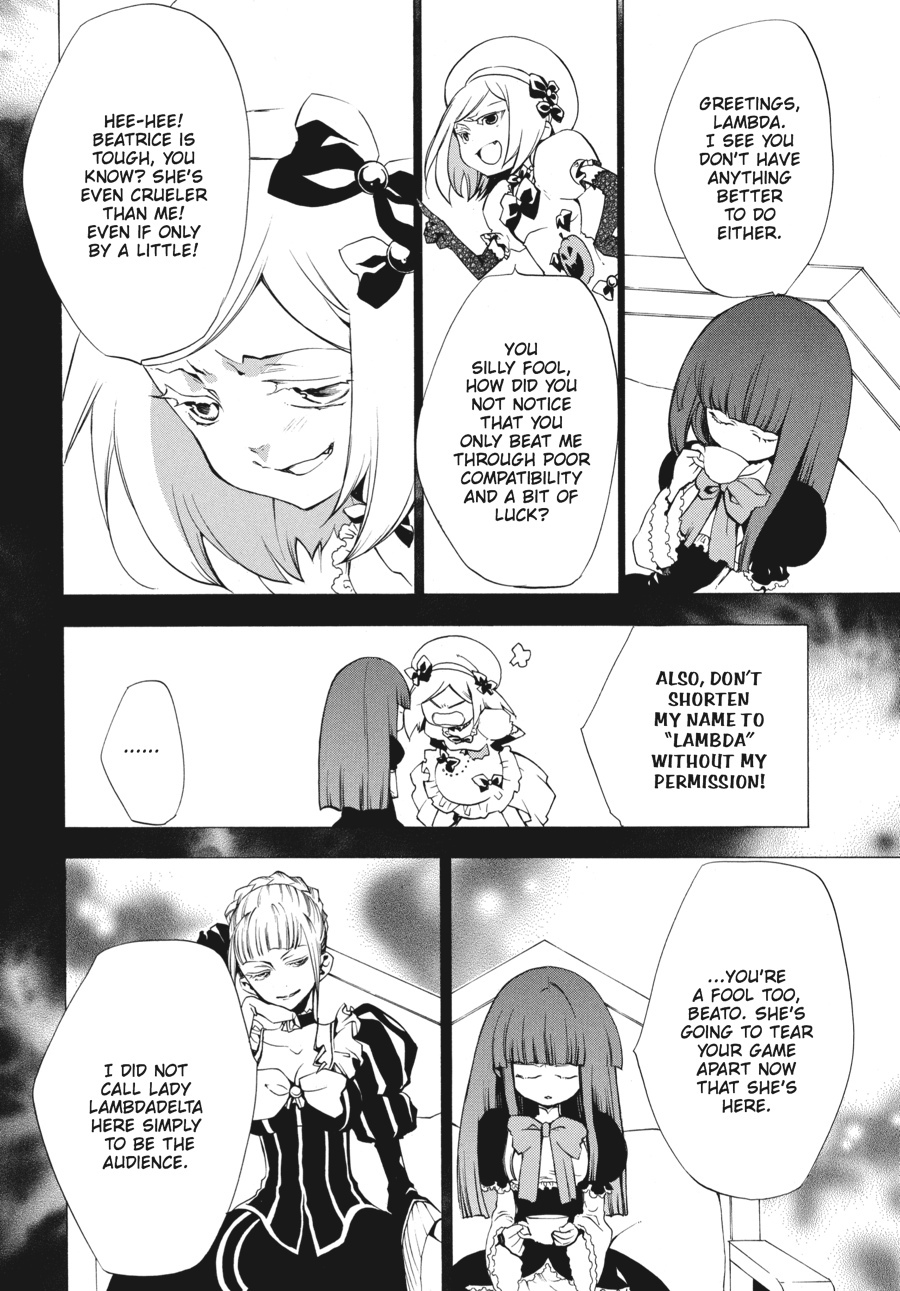 GREETINGS,
LAMBDA.
I SEE YOU
DON'T HAVE
ANYTHING
BETTER
TO DO
EITHER.
YOU
SILLY FOOL,
HOW DID YOU
NOT NOTICE
THAT YOU
ONLY BEAT ME
THROUGH POOR
COMPATIBILITY
AND A BIT OF
LUCK?
HEE-HEE!
BEATRICE IS
TOUGH, YOU
KNOW? SHE'S
EVEN CRUELER
THAN ME!
EVEN IF ONLY
BY A LITTLE!
ALSO, DON'T
SHORTEN
MY NAME TO
"LAMBDA"
WITHOUT MY
PERMISSION!
......
...YOU'RE
A FOOL TOO,
BEATO. SHE'S
GOING TO TEAR
YOUR GAME
APART NOW
THAT SHE'S
HERE.
I DID NOT
CALL LADY
LAMBDADELTA
HERE SIMPLY
TO BE THE
AUDIENCE.